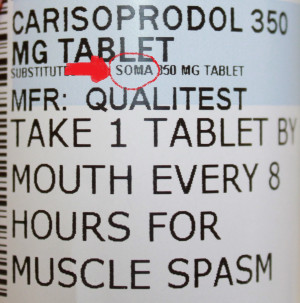 CARISOPRODOL 350
MG TABLET
SUBSTITUTE SOMA 350 MG TABLET
MFR: QUALITEST
TAKE 1 TABLET BY
MOUTH EVERY 8
HOURS FOR
MUSCLE SPASM